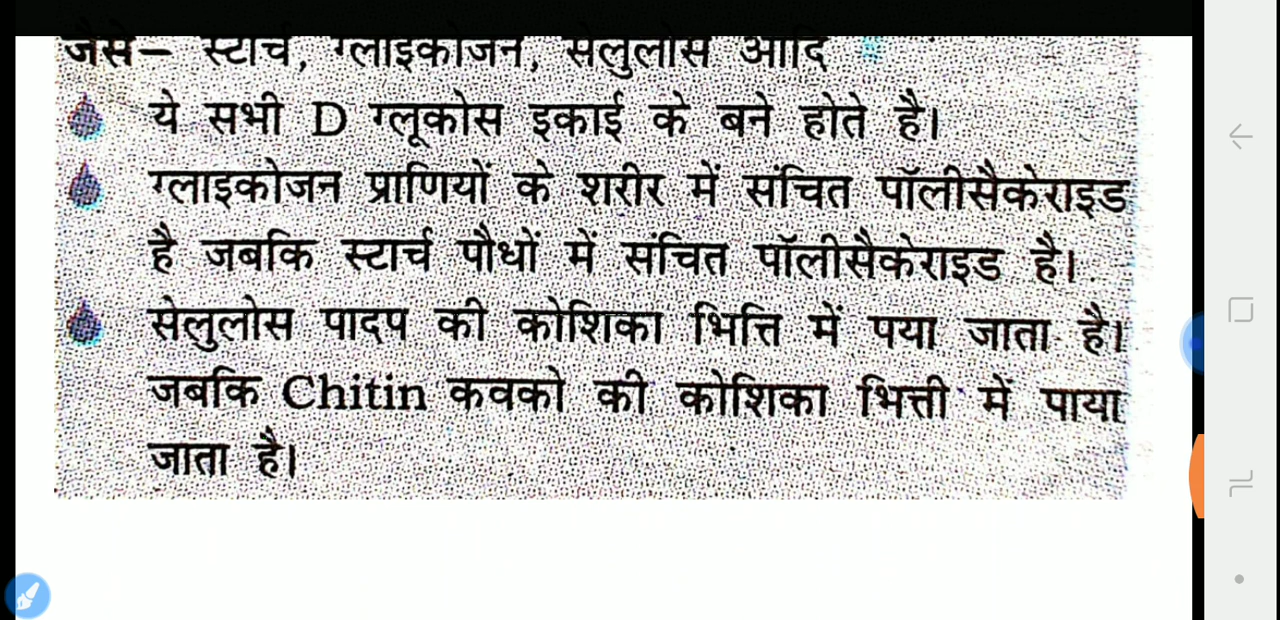 जैसे– स्टार्च, ग्लाइकोजन, सेलुलोस आदि
ये सभी D ग्लूकोस इकाई के बने होते है।
ग्लाइकोजन प्राणियों के शरीर में संचित पॉलीसैकेराइड
है जबकि स्टार्च पौधों में संचित पॉलीसैकेराइड है।
सेलुलोस पादप की कोशिका भित्ति में पया जाता है।
जबकि Chitin कवको की कोशिका भित्ती में पाया
जाता है।